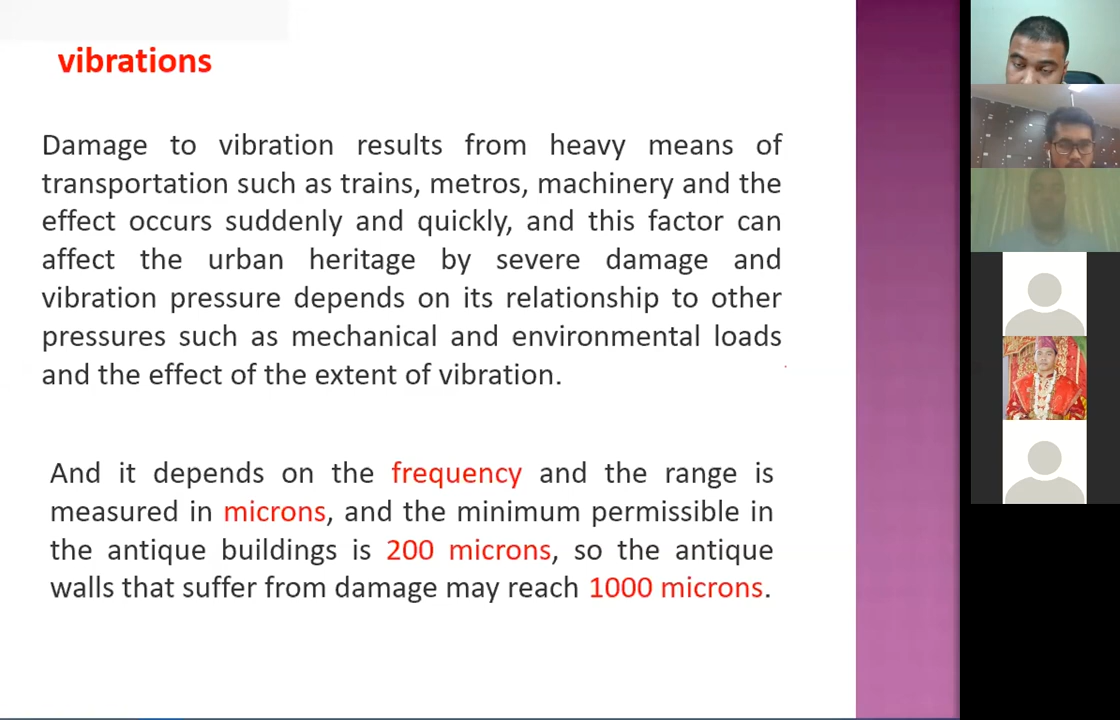 vibrations
Damage to vibration results from heavy means of
transportation such as trains, metros, machinery and the
effect occurs suddenly and quickly, and this factor can
affect the urban heritage by severe damage and
vibration pressure depends on its relationship to other
pressures such as mechanical and environmental loads
and the effect of the extent of vibration.
And it depends on the frequency and the range is
measured in microns, and the minimum permissible in
the antique buildings is 200 microns, so the antique
walls that suffer from damage may reach 1000 microns.